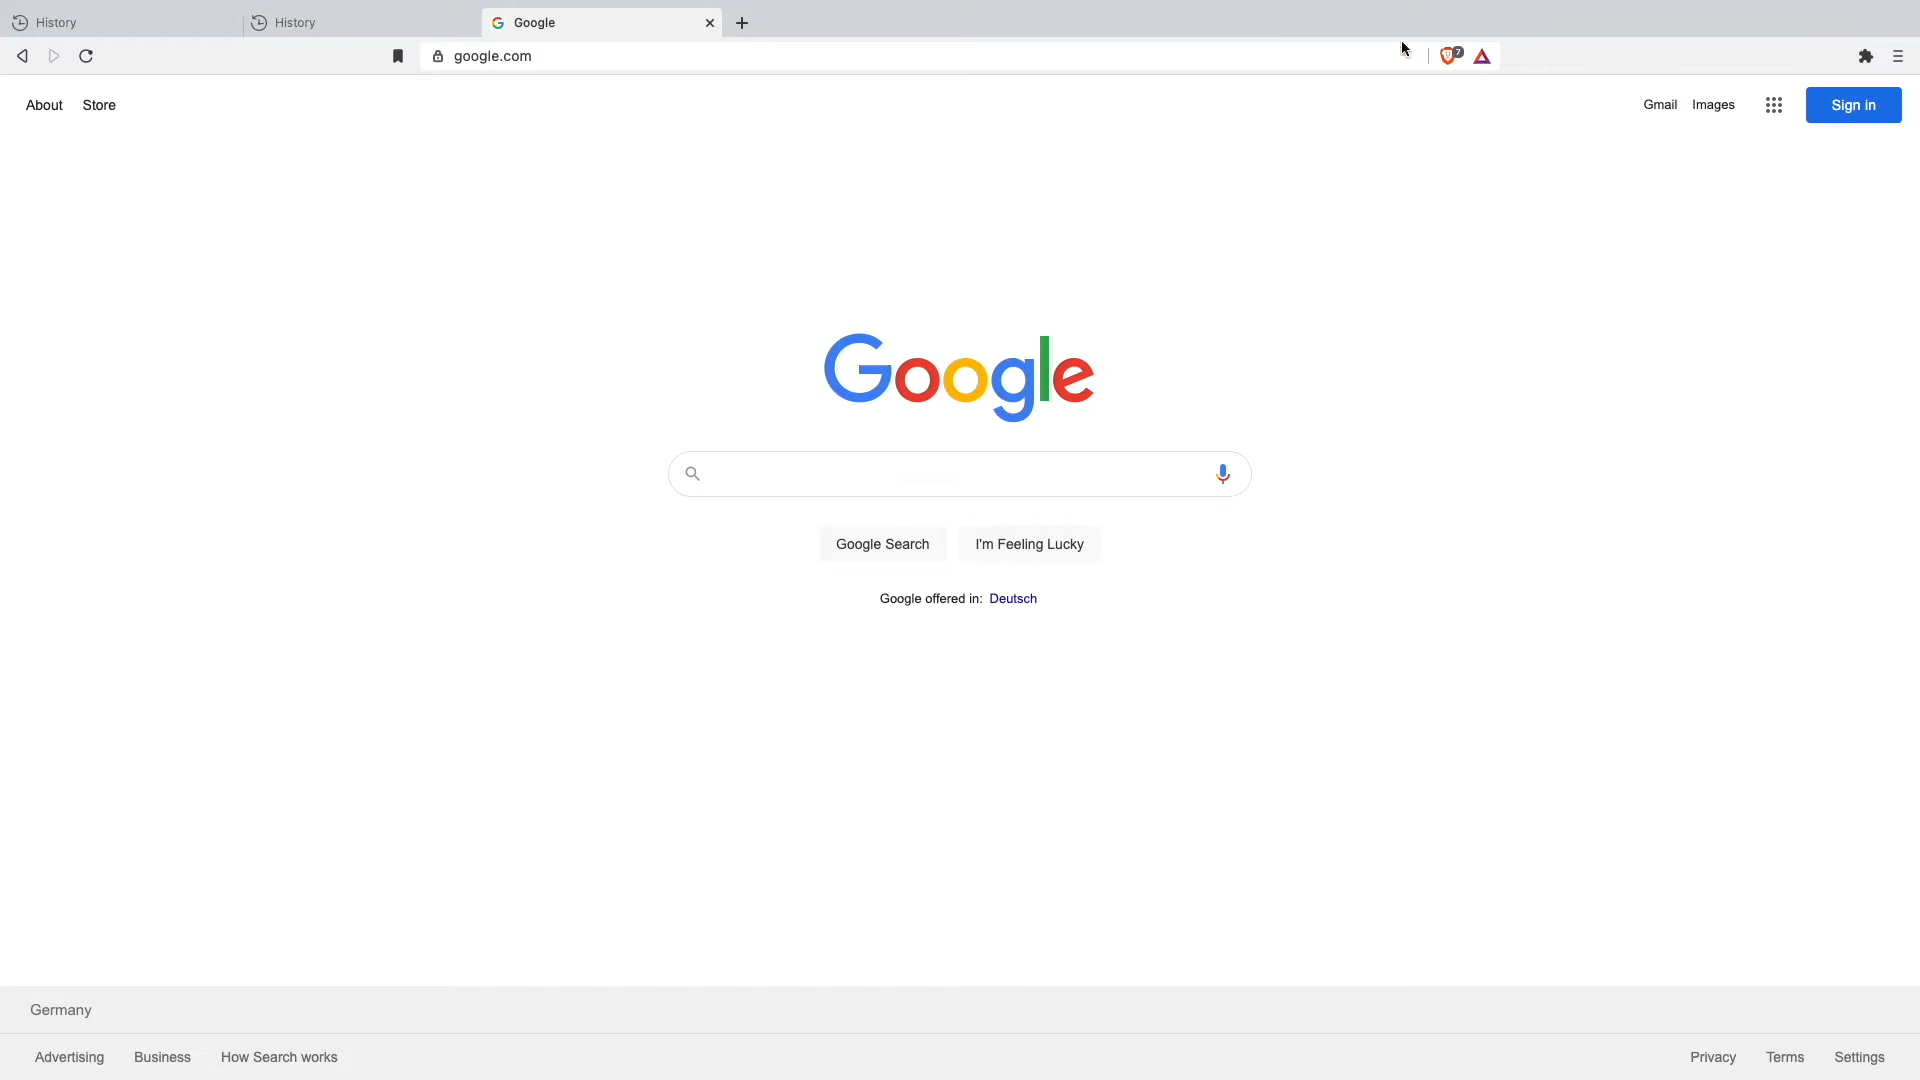 History
History
Google
google.com
7
About Store
Gmail Images Sign in
Google
Google Search I'm Feeling Lucky
Google offered in: Deutsch
Germany
Advertising Business How Search works
Privacy Terms Settings